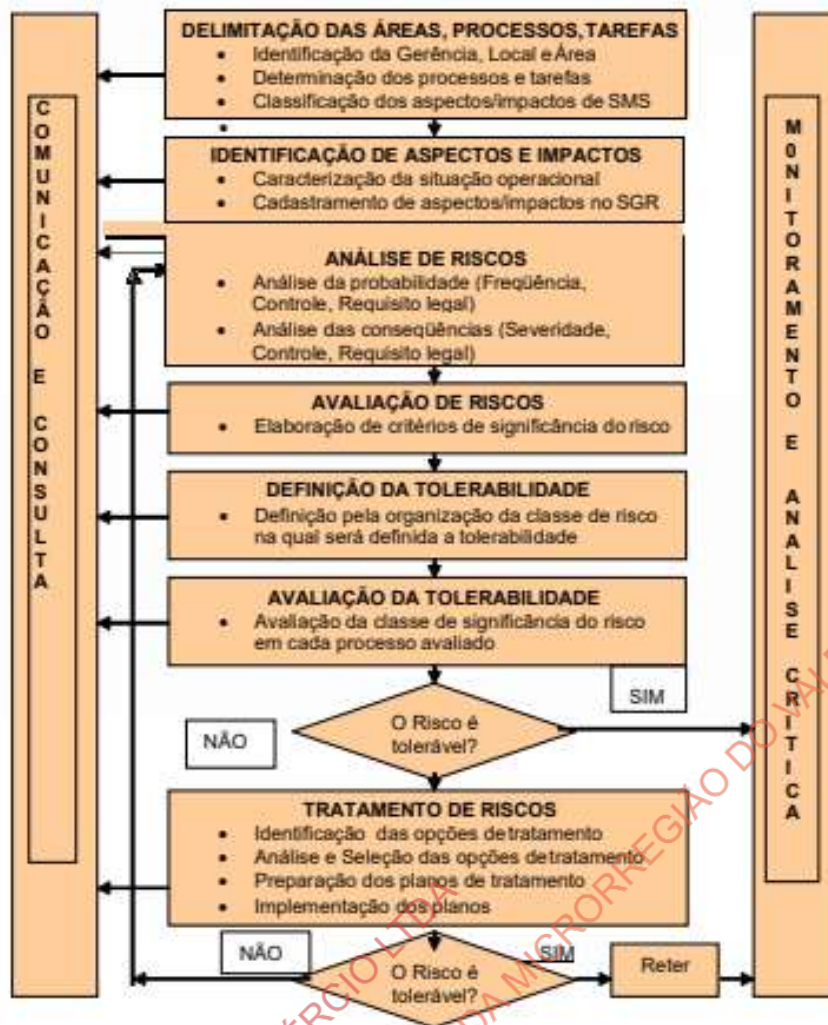 DELIMITAÇÃO DAS ÁREAS, PROCESSOS, TAREFAS
• Identificação da Gerência, Local e Área
• Determinação dos processos e tarefas
• Classificação dos aspectos/impactos de SMS
•
IDENTIFICAÇÃO DE ASPECTOS E IMPACTOS
• Caracterização da situação operacional
• Cadastramento de aspectos/impactos no SGR
ANÁLISE DE RISCOS
• Análise da probabilidade (Freqüência,
Controle, Requisito legal)
• Análise das conseqüências (Severidade,
Controle, Requisito legal)
AVALIAÇÃO DE RISCOS
• Elaboração de critérios de significância do risco
DEFINIÇÃO DA TOLERABILIDADE
• Definição pela organização da classe de risco
na qual será definida a tolerabilidade
AVALIAÇÃO DA TOLERABILIDADE
• Avaliação da classe de significância do risco
em cada processo avaliado
SIM
NÃO
O Risco é
tolerável?
TRATAMENTO DE RISCOS
• Identificação das opções de tratamento
• Análise e Seleção das opções de tratamento
• Preparação dos planos de tratamento
• Implementação dos planos
NÃO
SIM
O Risco é
tolerável?
Reter
COMUNICAÇÃO E CONSULTA
M0NITORAMENTO E ANALISE CRITICA
ÉRCIO LTDA
DA MICRORREGIÃO DO VAL